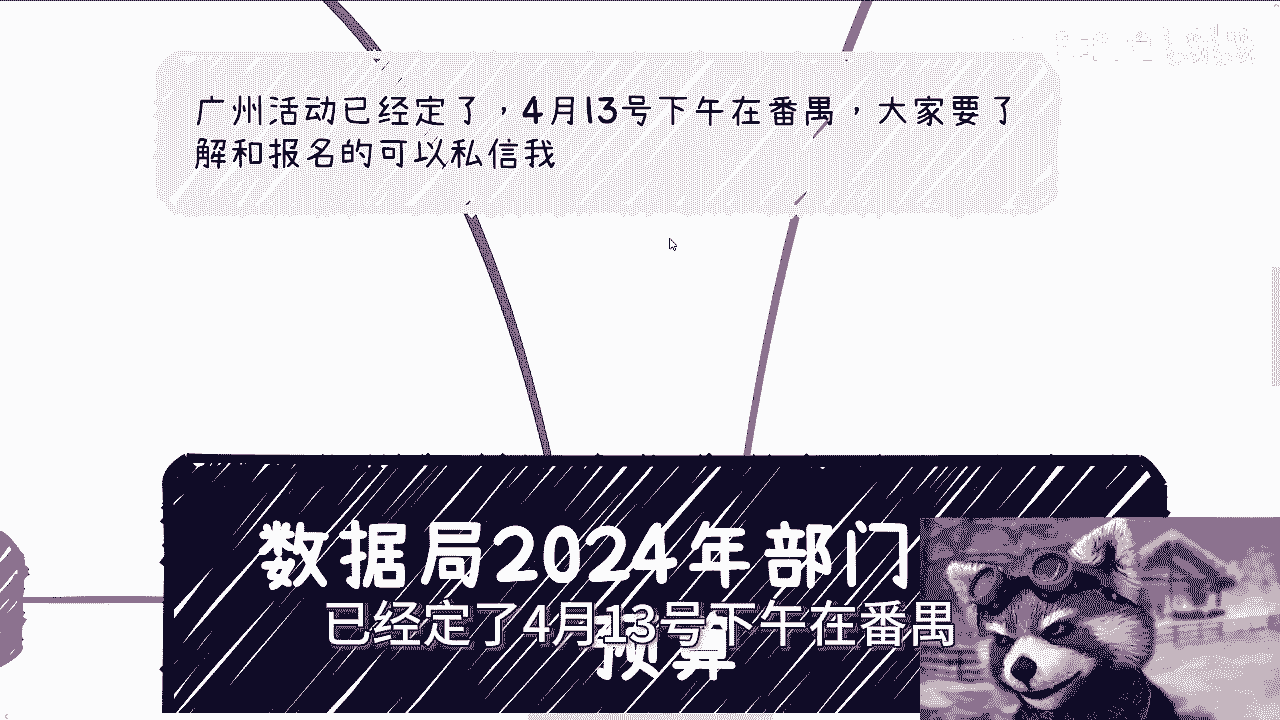 广州活动已经定了，4月13号下午在番禺，大家要了
解和报名的可以私信我
数据局2024年部门
预算
已经定了4月13号下午在番禺